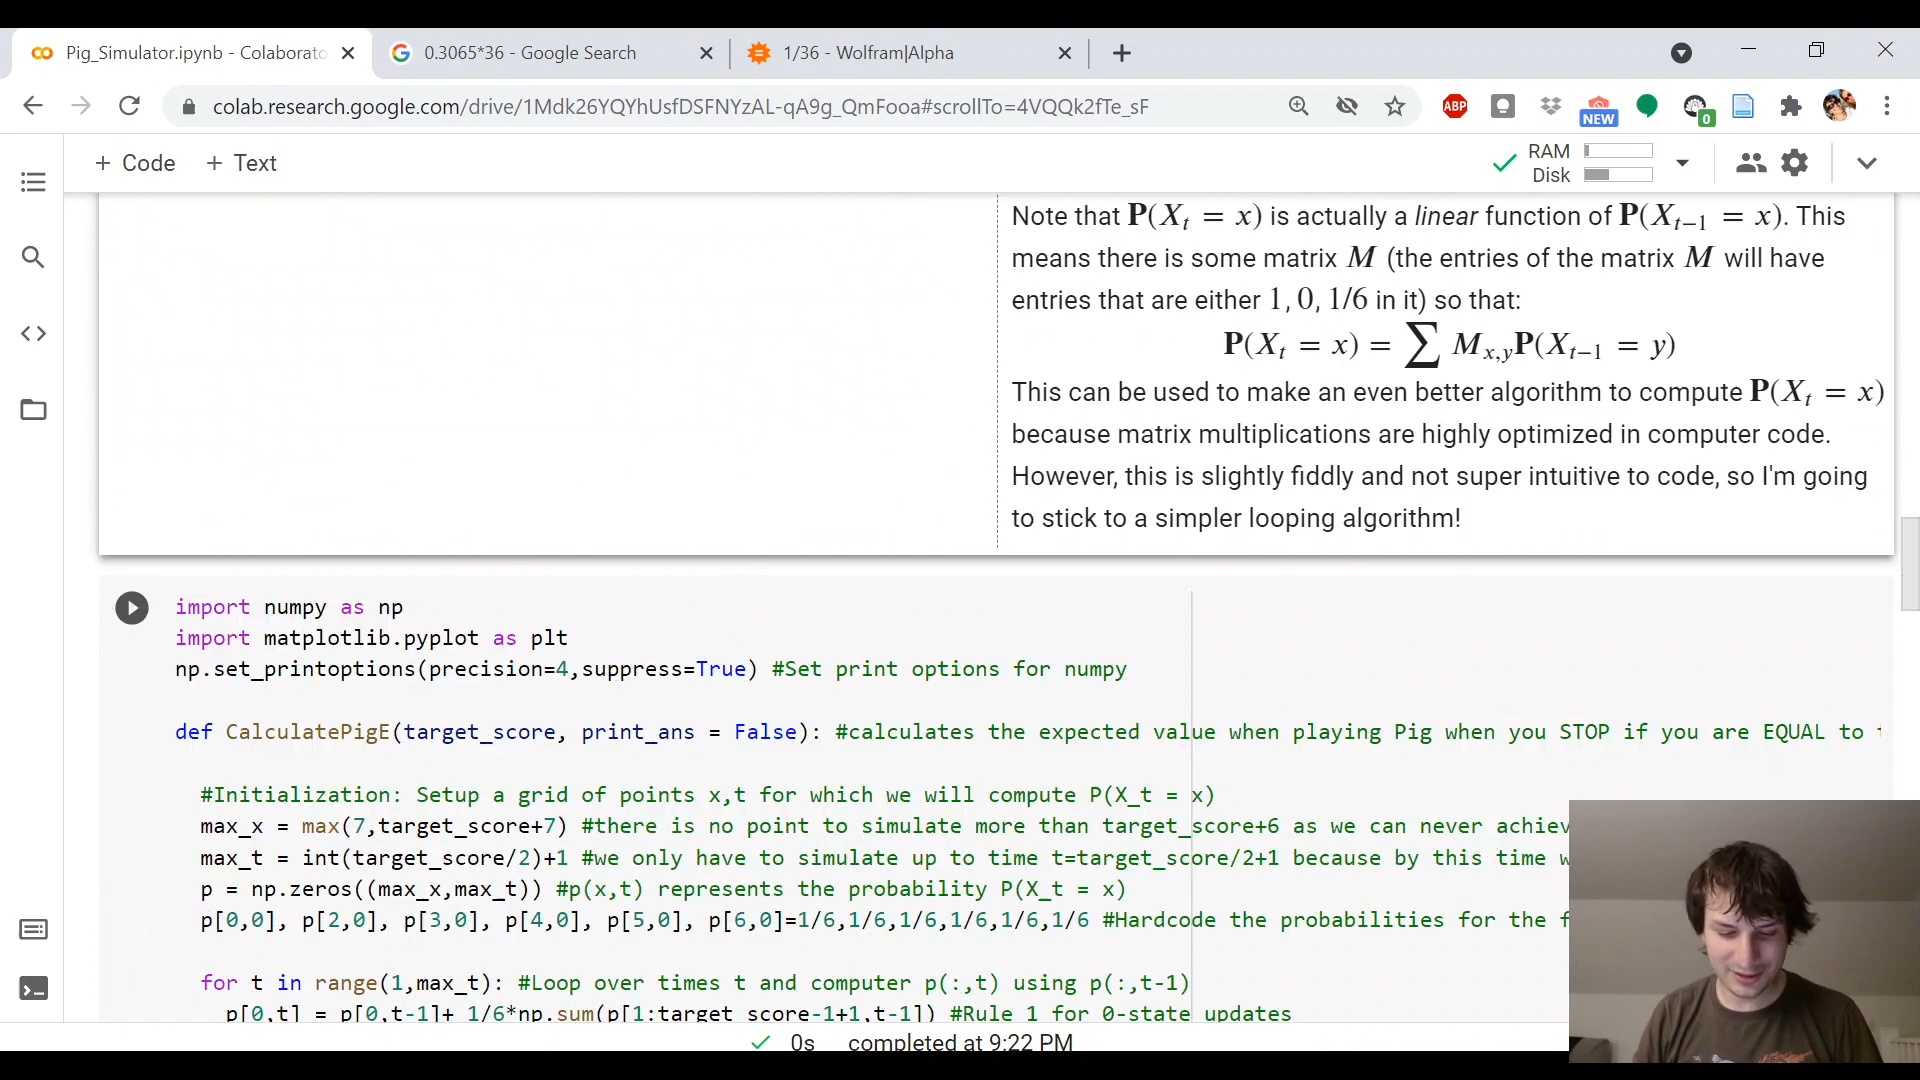 Pig_Simulator.ipynb - Colaborato
0.3065*36 - Google Search
1/36 - Wolfram|Alpha
colab.research.google.com/drive/1Mdk26YQYhUsfDSFNYzAL-qA9g_QmFooa#scrollTo=4VQQk2fTe_sF
ABP
NEW
0
+ Code + Text
RAM
Disk
Note that P(X_t = x) is actually a linear function of P(X_{t−1} = x). This
means there is some matrix M (the entries of the matrix M will have
entries that are either 1, 0, 1/6 in it) so that:
P(X_t = x) = ∑ M_{x,y}P(X_{t−1} = y)
This can be used to make an even better algorithm to compute P(X_t = x)
because matrix multiplications are highly optimized in computer code.
However, this is slightly fiddly and not super intuitive to code, so I'm going
to stick to a simpler looping algorithm!
import numpy as np
import matplotlib.pyplot as plt
np.set_printoptions(precision=4,suppress=True) #Set print options for numpy
def CalculatePigE(target_score, print_ans = False): #calculates the expected value when playing Pig when you STOP if you are EQUAL to
#Initialization: Setup a grid of points x,t for which we will compute P(X_t = x)
max_x = max(7,target_score+7) #there is no point to simulate more than target_score+6 as we can never achiev
max_t = int(target_score/2)+1 #we only have to simulate up to time t=target_score/2+1 because by this time w
p = np.zeros((max_x,max_t)) #p(x,t) represents the probability P(X_t = x)
p[0,0], p[2,0], p[3,0], p[4,0], p[5,0], p[6,0]=1/6,1/6,1/6,1/6,1/6,1/6 #Hardcode the probabilities for the f
for t in range(1,max_t): #Loop over times t and computer p(:,t) using p(:,t-1)
p[0,t] = p[0,t-1]+ 1/6*np.sum(p[1:target_score-1+1,t-1]) #Rule 1 for 0-state updates
0s completed at 9:22 PM